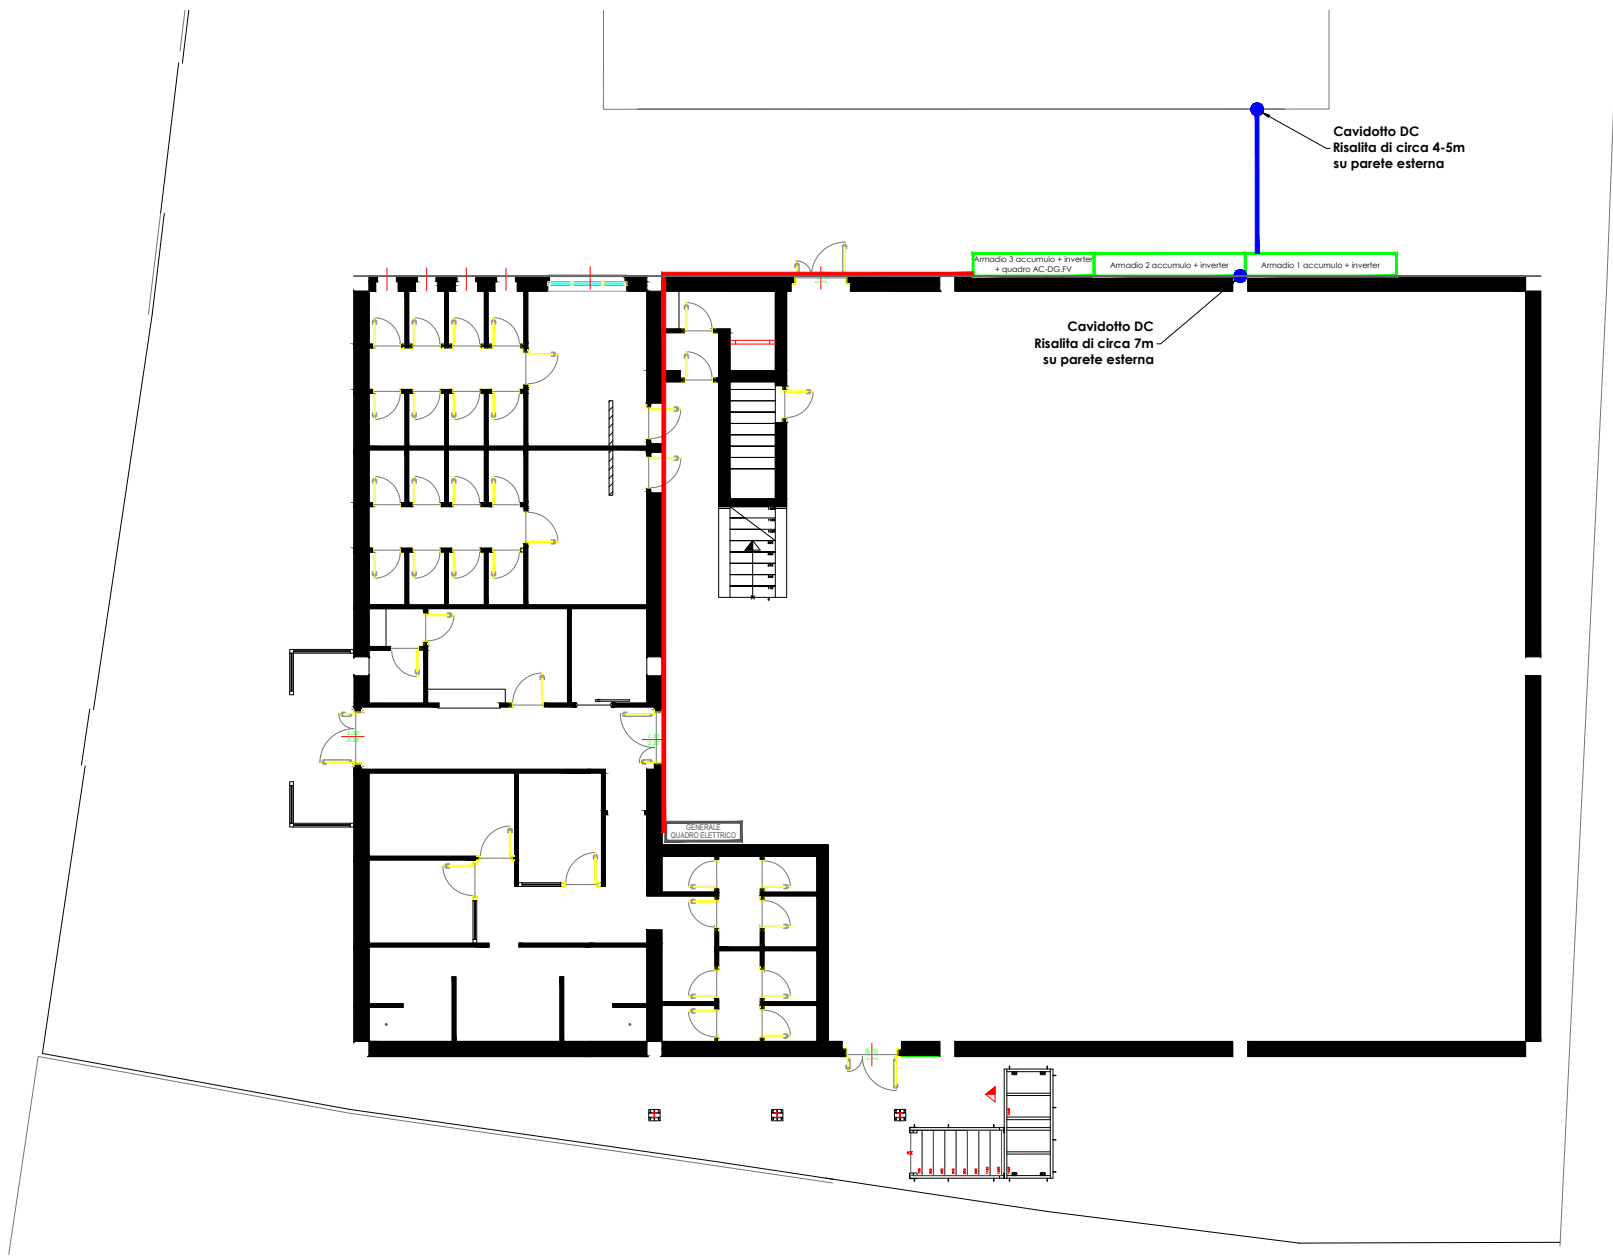 Cavidotto DC
Risalita di circa 4-5m
su parete esterna
Armadio 3 accumulo + inverter
+ quadro AC-DG.FV
Armadio 2 accumulo + inverter
Armadio 1 accumulo + inverter
Cavidotto DC
Risalita di circa 7m
su parete esterna
GENERALE
QUADRO ELETTRICO